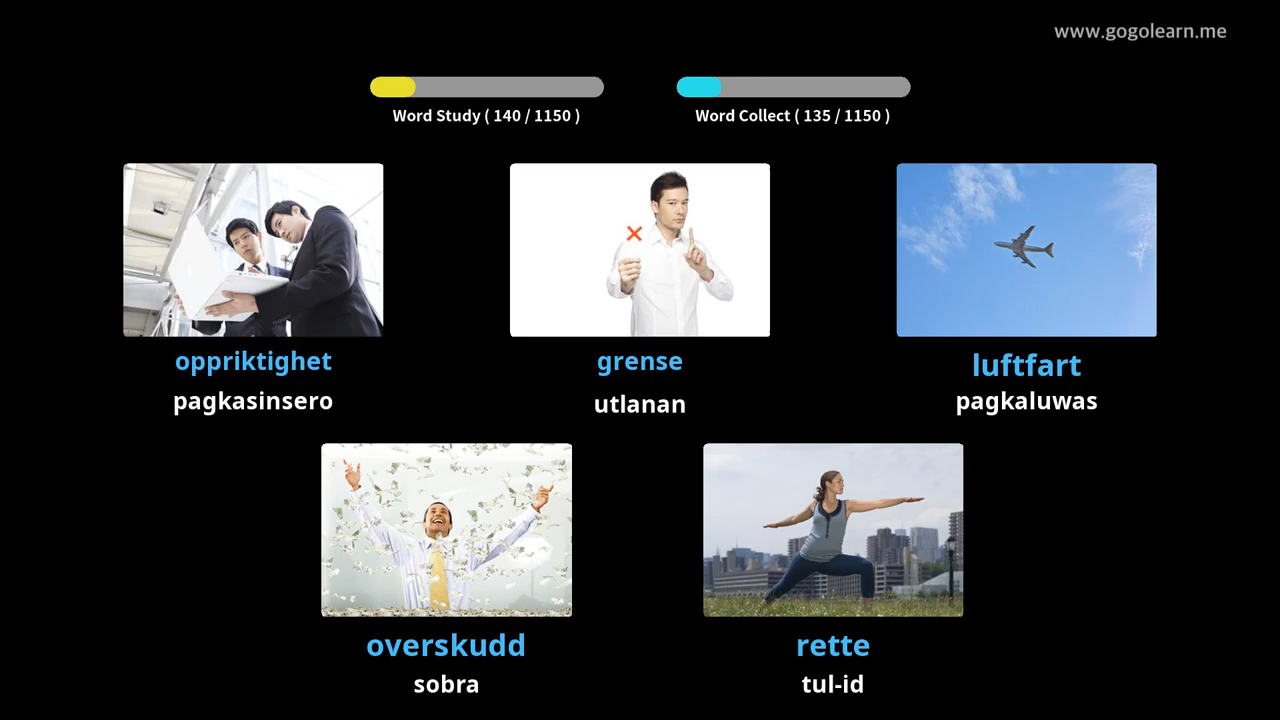 www.gogolearn.me
Word Study ( 140 / 1150 )
Word Collect ( 135 / 1150 )
oppriktighet
pagkasinsero
grense
utlanan
luftfart
pagkaluwas
overskudd
sobra
rette
tul-id